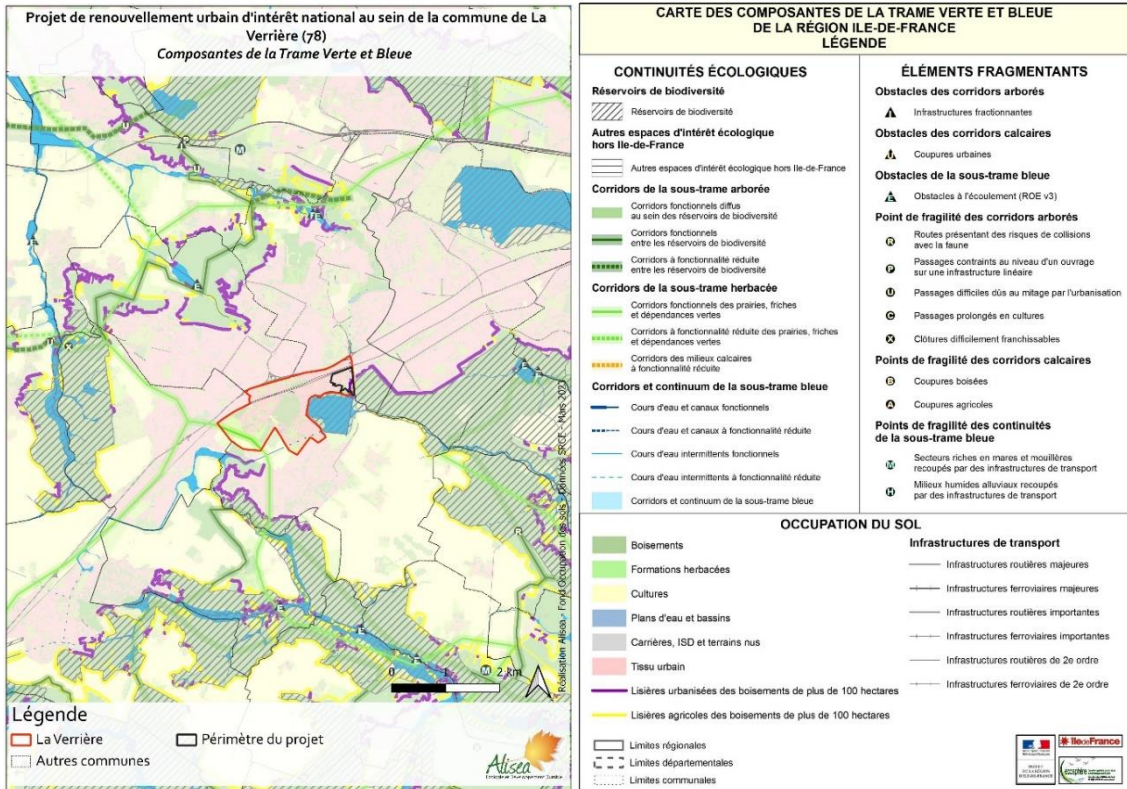 Projet de renouvellement urbain d'intérêt national au sein de la commune de La
Verrière (78)
Composantes de la Trame Verte et Bleue
Réalisation Alisea - Fond Occupation des sols - Données SRCE - Mars 2023
0 1 2 km
Légende
La Verrière
Périmètre du projet
Autres communes
Alisea
CARTE DES COMPOSANTES DE LA TRAME VERTE ET BLEUE
DE LA RÉGION ILE-DE-FRANCE
LÉGENDE
CONTINUITÉS ÉCOLOGIQUES
Réservoirs de biodiversité
Réservoirs de biodiversité
Autres espaces d'intérêt écologique
hors Ile-de-France
Autres espaces d'intérêt écologique hors Ile-de-France
Corridors de la sous-trame arborée
Corridors fonctionnels diffus
au sein des réservoirs de biodiversité
Corridors fonctionnels
entre les réservoirs de biodiversité
Corridors à fonctionnalité réduite
entre les réservoirs de biodiversité
Corridors de la sous-trame herbacée
Corridors fonctionnels des prairies, friches
et dépendances vertes
Corridors à fonctionnalité réduite des prairies, friches
et dépendances vertes
Corridors des milieux calcaires
à fonctionnalité réduite
Corridors et continuum de la sous-trame bleue
Cours d'eau et canaux fonctionnels
Cours d'eau et canaux à fonctionnalité réduite
Cours d'eau intermittents fonctionnels
Cours d'eau intermittents à fonctionnalité réduite
Corridors et continuum de la sous-trame bleue
ÉLÉMENTS FRAGMENTANTS
Obstacles des corridors arborés
Infrastructures fractionnantes
Obstacles des corridors calcaires
Coupures urbaines
Obstacles de la sous-trame bleue
Obstacles à l'écoulement (ROE v3)
Point de fragilité des corridors arborés
R Routes présentant des risques de collisions
avec la faune
P Passages contraints au niveau d'un ouvrage
sur une infrastructure linéaire
U Passages difficiles dûs au mitage par l'urbanisation
C Passages prolongés en cultures
X Clôtures difficilement franchissables
Points de fragilité des corridors calcaires
B Coupures boisées
A Coupures agricoles
Points de fragilité des continuités
de la sous-trame bleue
M Secteurs riches en mares et mouillères
recoupés par des infrastructures de transport
H Milieux humides alluviaux recoupés
par des infrastructures de transport
OCCUPATION DU SOL
Boisements
Formations herbacées
Cultures
Plans d'eau et bassins
Carrières, ISD et terrains nus
Tissu urbain
Lisières urbanisées des boisements de plus de 100 hectares
Lisières agricoles des boisements de plus de 100 hectares
Limites régionales
Limites départementales
Limites communales
Infrastructures de transport
Infrastructures routières majeures
Infrastructures ferroviaires majeures
Infrastructures routières importantes
Infrastructures ferroviaires importantes
Infrastructures routières de 2e ordre
Infrastructures ferroviaires de 2e ordre
îledeFrance
écosphère